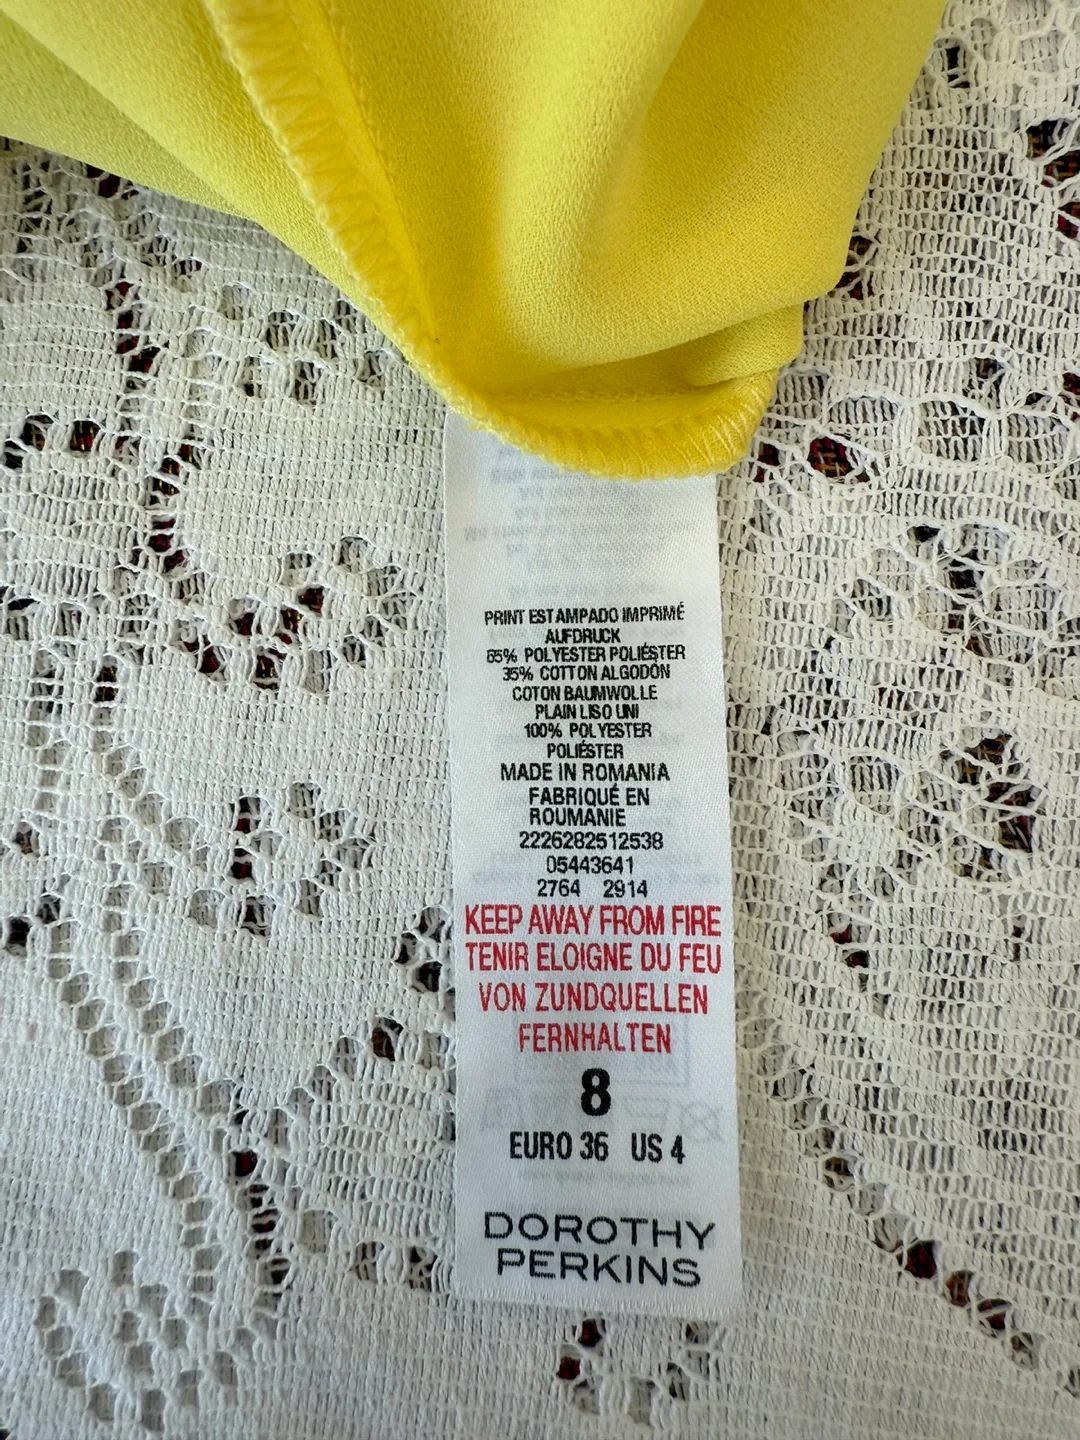 PRINT ESTAMPADO IMPRIMÉ
AUFDRUCK
65% POLYESTER POLIÉSTER
35% COTTON ALGODÓN
COTON BAUMWOLLE
PLAIN LISO UNI
100% POLYESTER
POLIÉSTER
MADE IN ROMANIA
FABRIQUÉ EN
ROUMANIE
2226282512538
05443641
2764 2914
KEEP AWAY FROM FIRE
TENIR ELOIGNE DU FEU
VON ZUNDQUELLEN
FERNHALTEN
8
EURO 36 US 4
DOROTHY
PERKINS